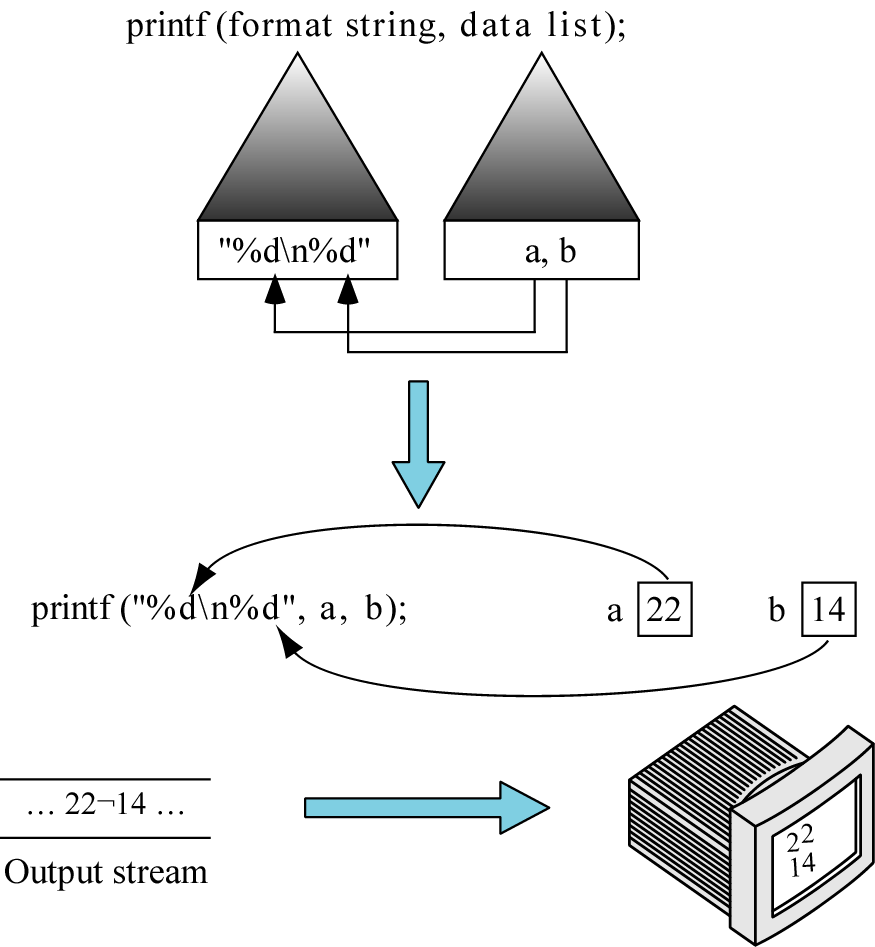 printf (format string, data list);
"%d\n%d"
a, b
printf ("%d\n%d", a, b);
a 22
b 14
... 22¬14 ...
Output stream
22
14